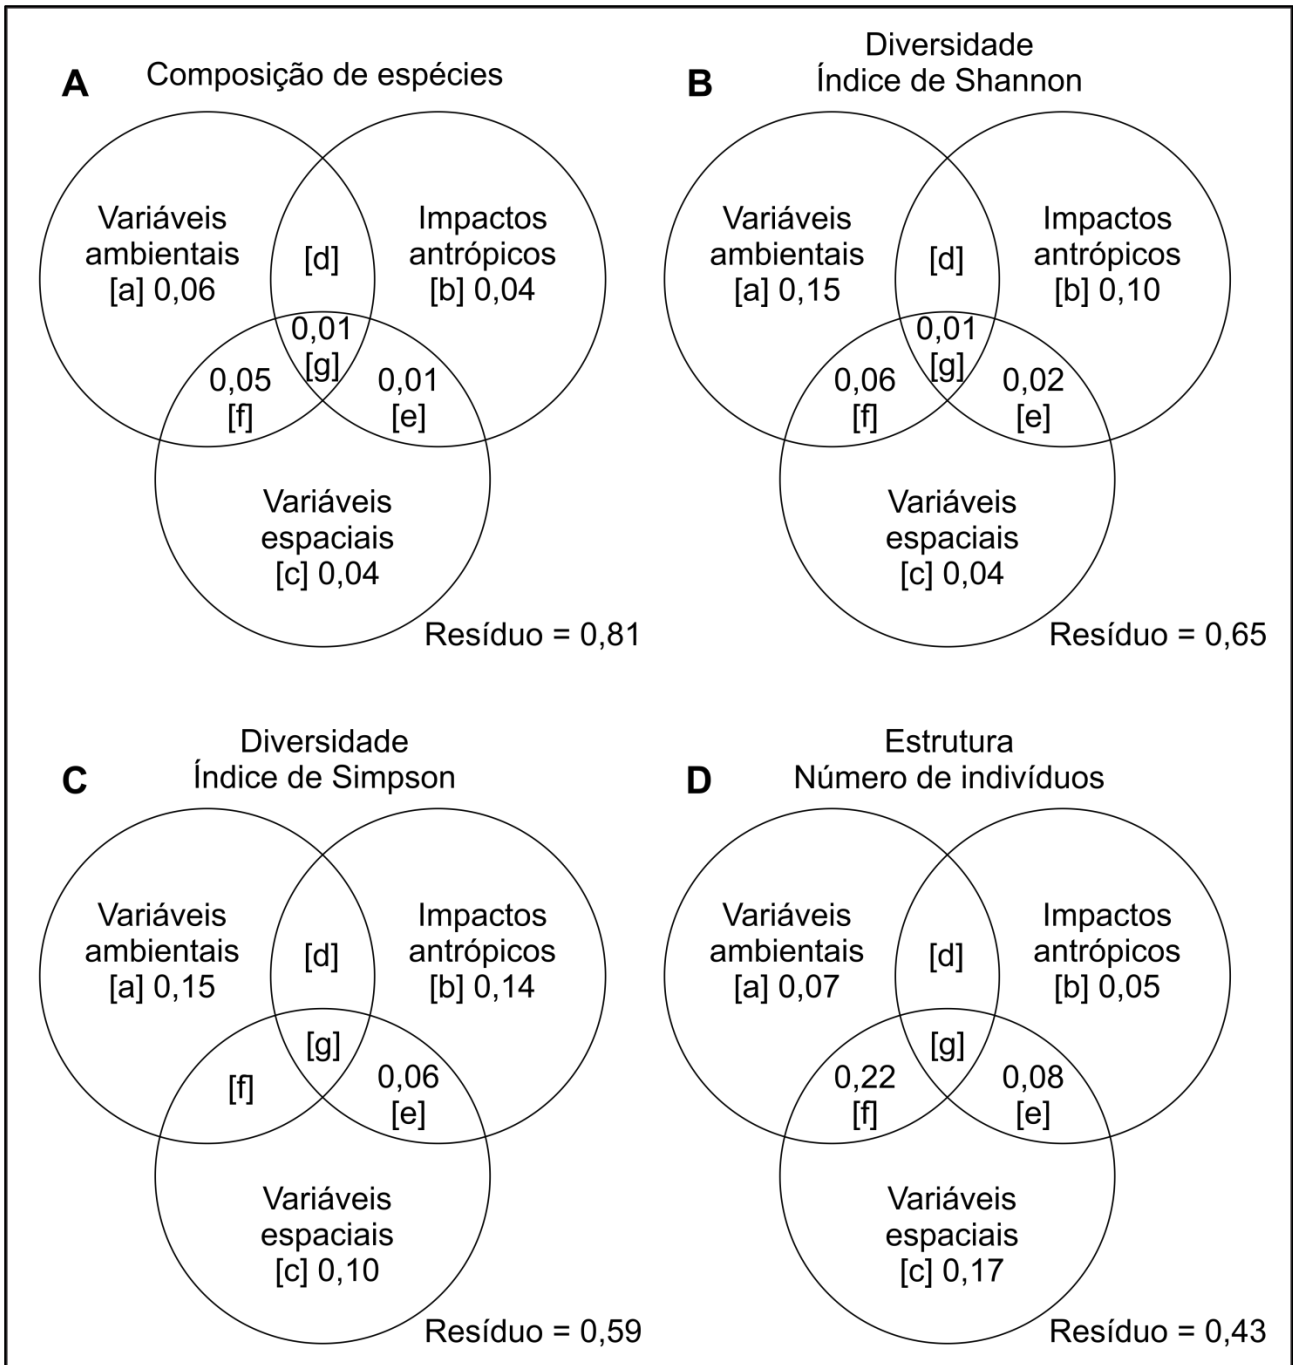 A
Composição de espécies
Variáveis
ambientais
[a] 0,06
[d]
Impactos
antrópicos
[b] 0,04
0,01
[g]
0,05
[f]
0,01
[e]
Variáveis
espaciais
[c] 0,04
Resíduo = 0,81
B
Diversidade
Índice de Shannon
Variáveis
ambientais
[a] 0,15
[d]
Impactos
antrópicos
[b] 0,10
0,01
[g]
0,06
[f]
0,02
[e]
Variáveis
espaciais
[c] 0,04
Resíduo = 0,65
C
Diversidade
Índice de Simpson
Variáveis
ambientais
[a] 0,15
[d]
Impactos
antrópicos
[b] 0,14
[g]
[f]
0,06
[e]
Variáveis
espaciais
[c] 0,10
Resíduo = 0,59
D
Estrutura
Número de indivíduos
Variáveis
ambientais
[a] 0,07
[d]
Impactos
antrópicos
[b] 0,05
[g]
0,22
[f]
0,08
[e]
Variáveis
espaciais
[c] 0,17
Resíduo = 0,43